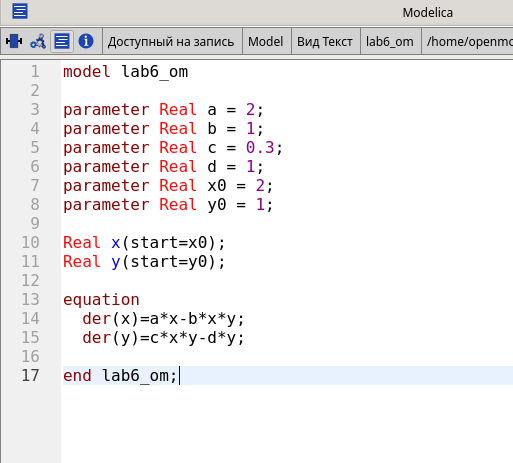 Modelica
Доступный на запись Model Вид Текст lab6_om /home/openmo
1 model lab6_om
2
3 parameter Real a = 2;
4 parameter Real b = 1;
5 parameter Real c = 0.3;
6 parameter Real d = 1;
7 parameter Real x0 = 2;
8 parameter Real y0 = 1;
9
10 Real x(start=x0);
11 Real y(start=y0);
12
13 equation
14 der(x)=a*x-b*x*y;
15 der(y)=c*x*y-d*y;
16
17 end lab6_om;